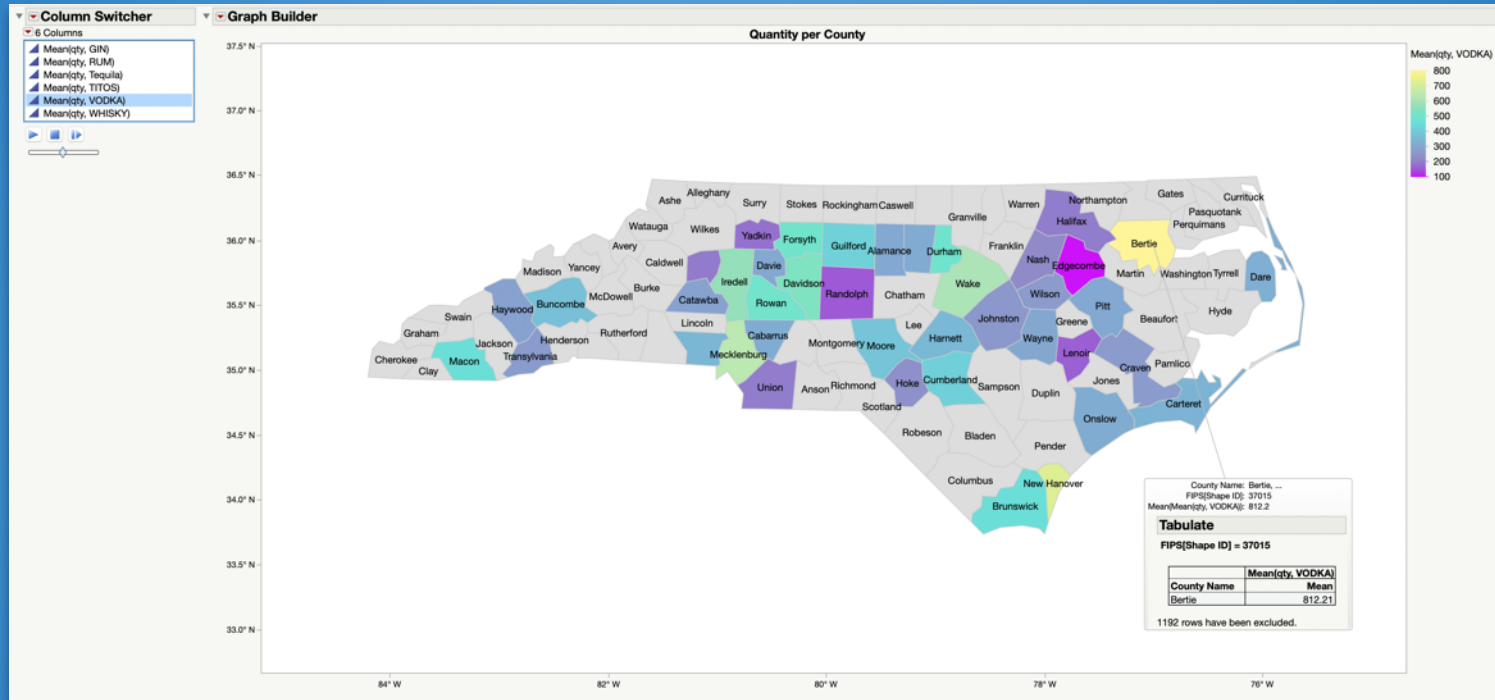 Column Switcher
6 Columns
Mean(qty, GIN)
Mean(qty, RUM)
Mean(qty, Tequila)
Mean(qty, TITOS)
Mean(qty, VODKA)
Mean(qty, WHISKY)
Graph Builder
Quantity per County
37.5° N
37.0° N
36.5° N
36.0° N
35.5° N
35.0° N
34.5° N
34.0° N
33.5° N
33.0° N
84° W
82° W
80° W
78° W
76° W
Mean(qty, VODKA)
800
700
600
500
400
300
200
100
Ashe
Alleghany
Surry
Stokes
Rockingham
Caswell
Granville
Warren
Northampton
Gates
Currituck
Pasquotank
Perquimans
Watauga
Wilkes
Yadkin
Forsyth
Guilford
Alamance
Durham
Franklin
Halifax
Bertie
Avery
Caldwell
Madison
Yancey
Davie
Iredell
Davidson
Randolph
Chatham
Wake
Nash
Edgecombe
Martin
Washington
Tyrrell
Dare
Burke
McDowell
Buncombe
Haywood
Catawba
Rowan
Wilson
Pitt
Beaufort
Hyde
Swain
Graham
Jackson
Henderson
Rutherford
Lincoln
Cabarrus
Montgomery
Moore
Lee
Harnett
Johnston
Wayne
Greene
Lenoir
Craven
Pamlico
Cherokee
Clay
Macon
Transylvania
Mecklenburg
Union
Anson
Richmond
Scotland
Hoke
Cumberland
Sampson
Duplin
Jones
Carteret
Onslow
Robeson
Bladen
Pender
Columbus
New Hanover
Brunswick
County Name: Bertie, ...
FIPS[Shape ID]: 37015
Mean(Mean(qty, VODKA)): 812.2
Tabulate
FIPS[Shape ID] = 37015
Mean(qty, VODKA)
County Name Mean
Bertie 812.21
1192 rows have been excluded.